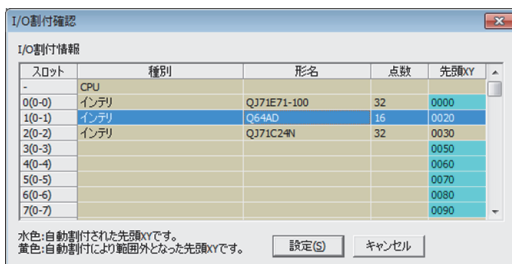 I/O割付確認
I/O割付情報
スロット 種別 形名 点数 先頭XY
- CPU
0(0-0) インテリ QJ71E71-100 32 0000
1(0-1) インテリ Q64AD 16 0020
2(0-2) インテリ QJ71C24N 32 0030
3(0-3) 0050
4(0-4) 0060
5(0-5) 0070
6(0-6) 0080
7(0-7) 0090
水色:自動割付された先頭XYです。
黄色:自動割付により範囲外となった先頭XYです。
設定(S) キャンセル